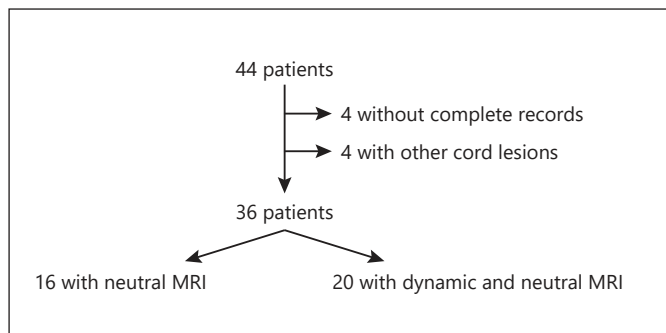 44 patients
4 without complete records
4 with other cord lesions
36 patients
16 with neutral MRI
20 with dynamic and neutral MRI